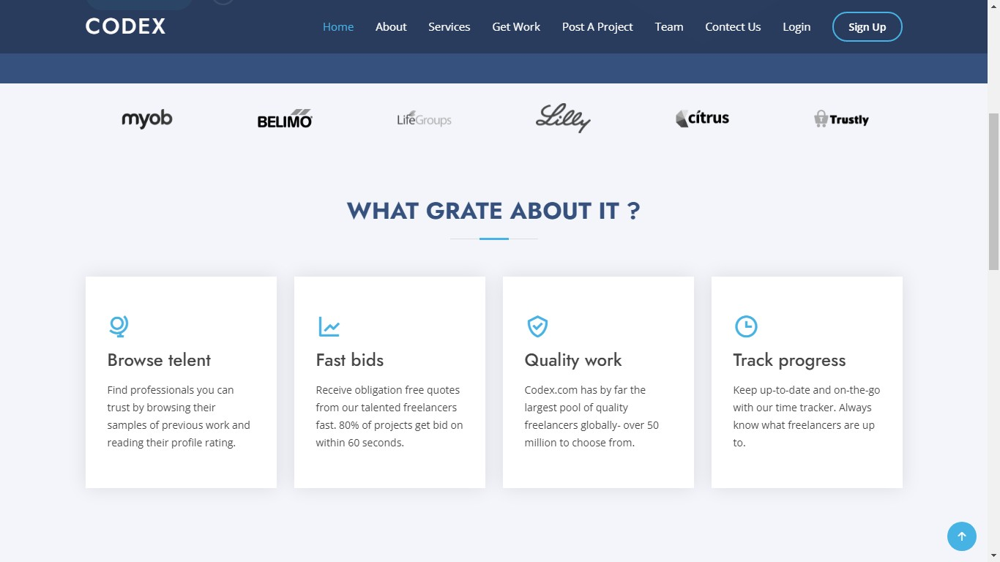 CODEX
Home About Services Get Work Post A Project Team Contect Us Login Sign Up
myob BELIMO LifeGroups Lilly cítrus Trustly
WHAT GRATE ABOUT IT ?
Browse telent
Find professionals you can
trust by browsing their
samples of previous work and
reading their profile rating.
Fast bids
Receive obligation free quotes
from our talented freelancers
fast. 80% of projects get bid on
within 60 seconds.
Quality work
Codex.com has by far the
largest pool of quality
freelancers globally- over 50
million to choose from.
Track progress
Keep up-to-date and on-the-go
with our time tracker. Always
know what freelancers are up
to.